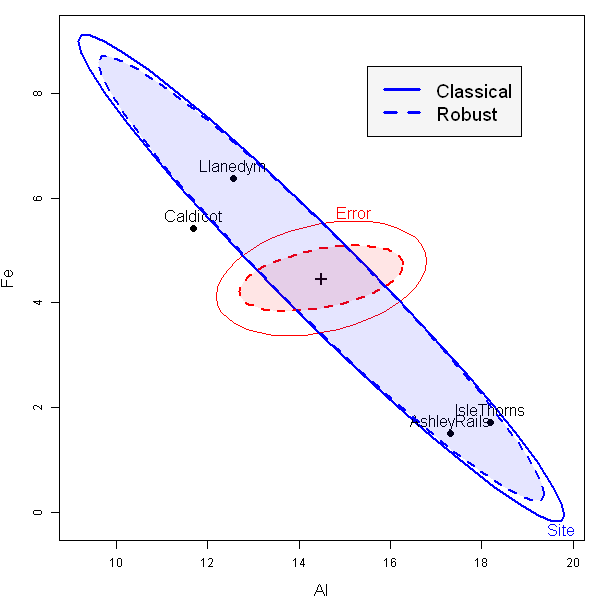 Classical
Robust
Llanedym
Caldicot
Error
IsleThorns
AshleyRails
Site
Fe
0
2
4
6
8
10
12
14
16
18
20
Al